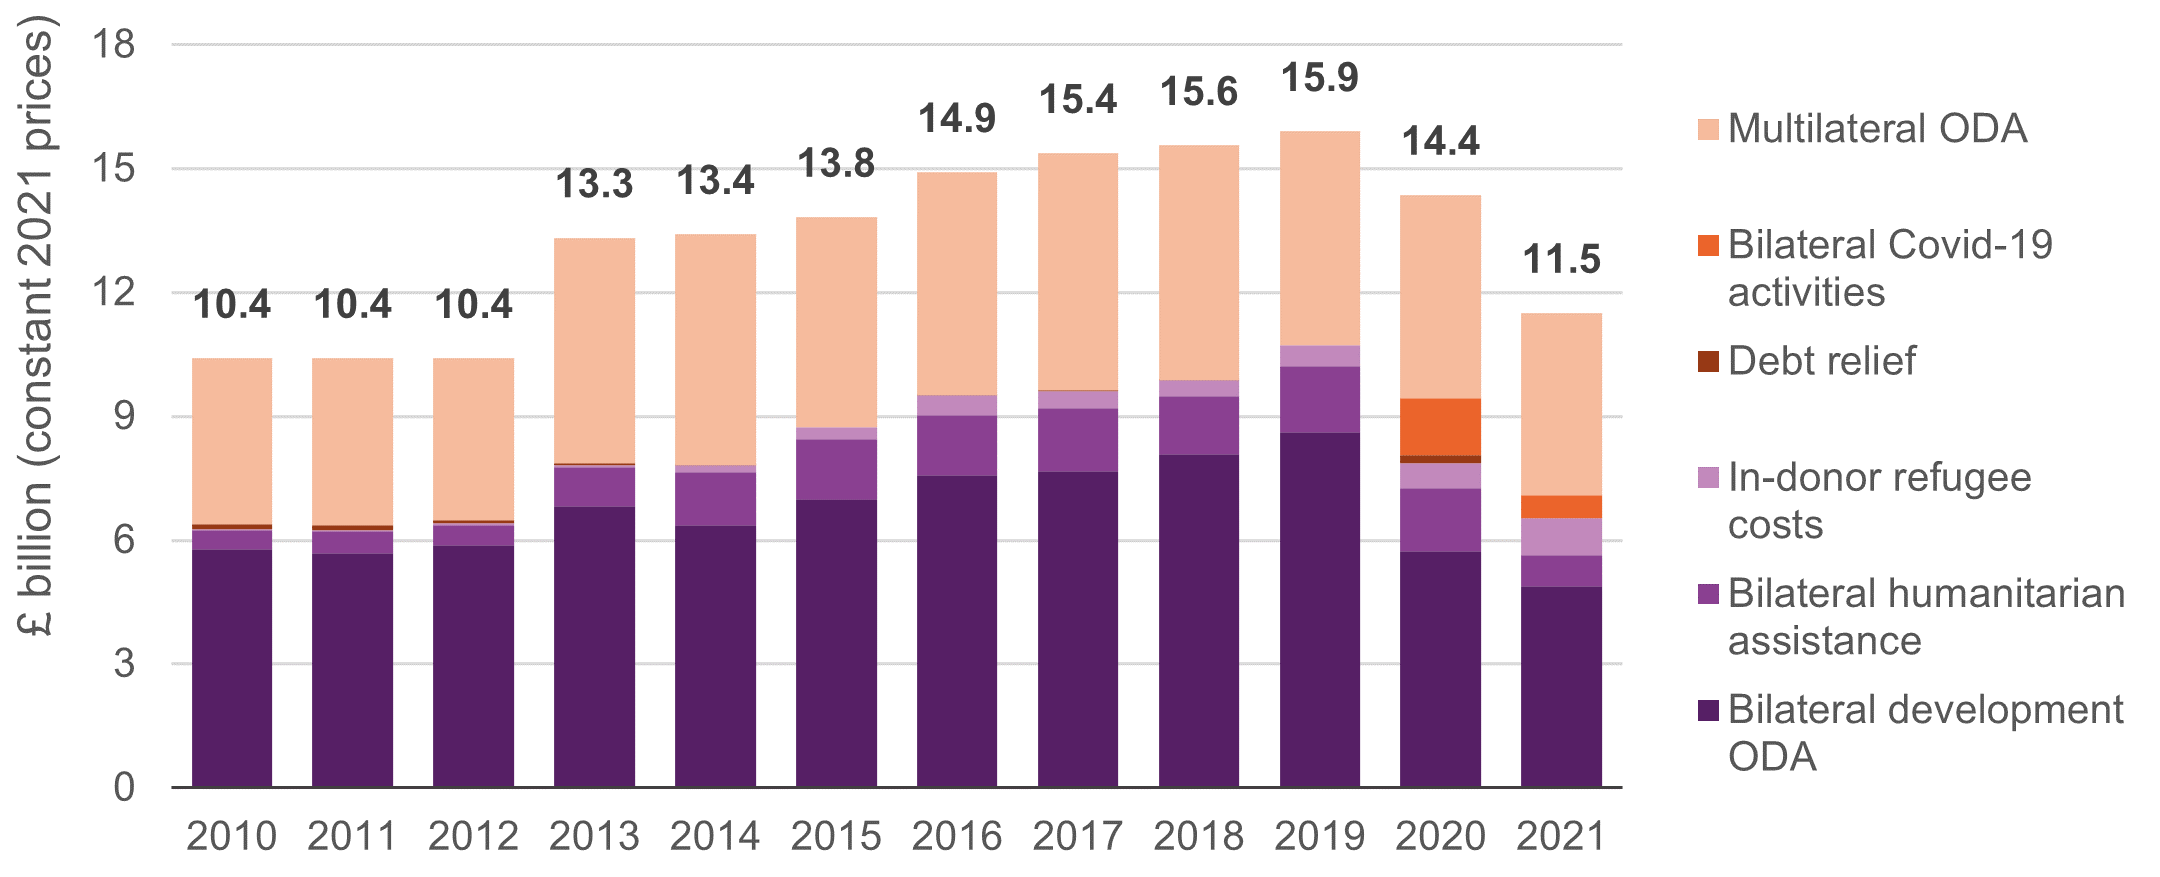 £ billion (constant 2021 prices)
18
15
12
9
6
3
0
10.4
10.4
10.4
13.3
13.4
13.8
14.9
15.4
15.6
15.9
14.4
11.5
2010
2011
2012
2013
2014
2015
2016
2017
2018
2019
2020
2021
Multilateral ODA
Bilateral Covid-19
activities
Debt relief
In-donor refugee
costs
Bilateral humanitarian
assistance
Bilateral development
ODA